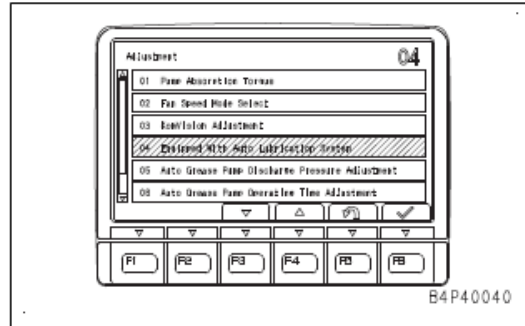 Adjustment 04
01 Pump Absorption Torque
02 Fan Speed Mode Select
03 KomVision Adjustment
04 Equipped With Auto Lubrication System
05 Auto Grease Pump Discharge Pressure Adjustment
06 Auto Grease Pump Operating Time Adjustment
F1 F2 F3 F4 F5 F6
B4P40040